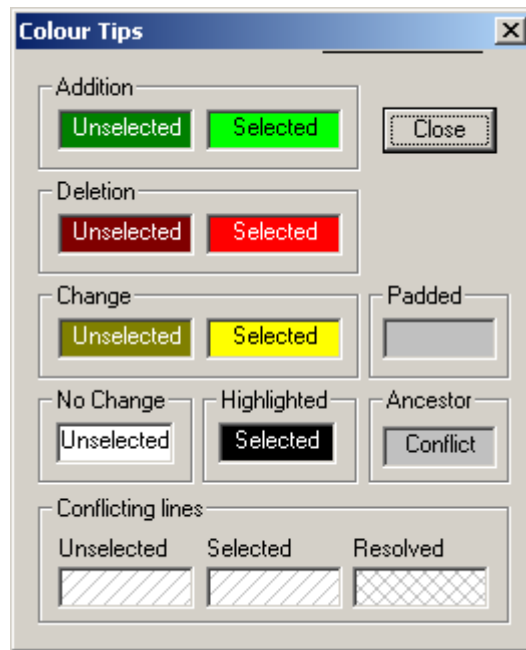 Colour Tips
Addition
Unselected Selected
Close
Deletion
Unselected Selected
Change Padded
Unselected Selected
No Change Highlighted Ancestor
Unselected Selected Conflict
Conflicting lines
Unselected Selected Resolved